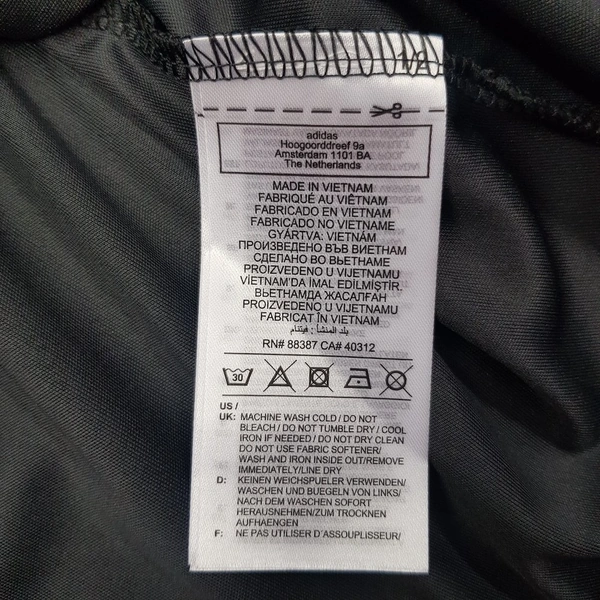 1/2
adidas
Hoogoorddreef 9a
Amsterdam 1101 BA
The Netherlands
MADE IN VIETNAM
FABRIQUÉ AU VIÊTNAM
FABRICADO EN VIETNAM
FABRICADO NO VIETNAME
GYÁRTVA: VIETNÁM
ПРОИЗВЕДЕНО ВЪВ ВИЕТНАМ
СДЕЛАНО ВО ВЬЕТНАМЕ
PROIZVEDENO U VIJETNAMU
VİETNAM'DA İMAL EDİLMİŞTİR.
ВЬЕТНАМДА ЖАСАЛҒАН
PROIZVEDENO U VIJETNAMU
FABRICAT ÎN VIETNAM
بلد المنشأ : فيتنام
RN# 88387 CA# 40312
30
US /
UK: MACHINE WASH COLD / DO NOT
BLEACH / DO NOT TUMBLE DRY / COOL
IRON IF NEEDED / DO NOT DRY CLEAN
DO NOT USE FABRIC SOFTENER/
WASH AND IRON INSIDE OUT/REMOVE
IMMEDIATELY/LINE DRY
D: KEINEN WEICHSPUELER VERWENDEN/
WASCHEN UND BUEGELN VON LINKS/
NACH DEM WASCHEN SOFORT
HERAUSNEHMEN/ZUM TROCKNEN
AUFHAENGEN
F: NE PAS UTILISER D'ASSOUPLISSEUR/